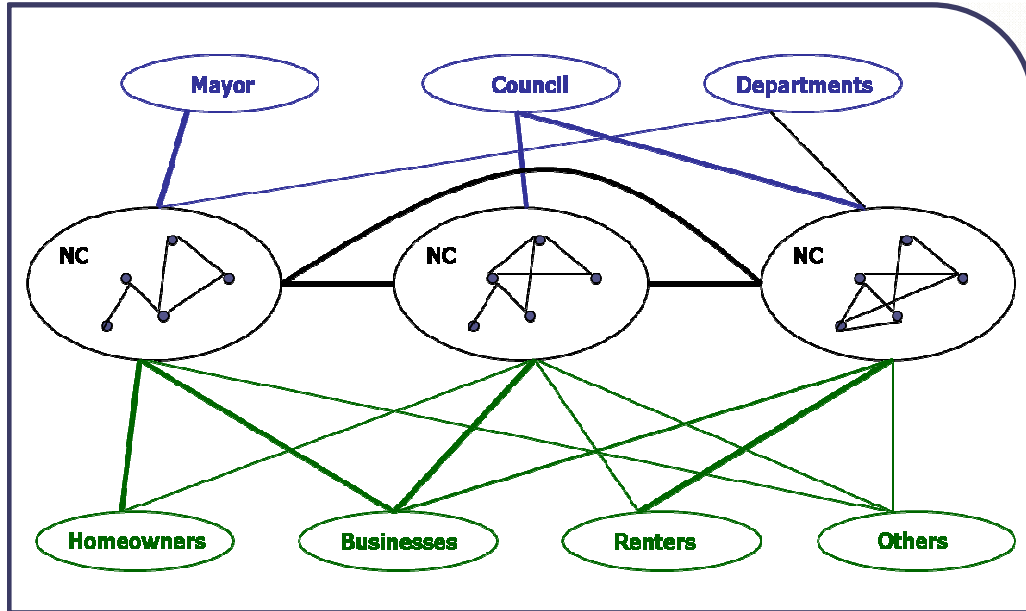 Mayor
Council
Departments
NC
NC
NC
Homeowners
Businesses
Renters
Others